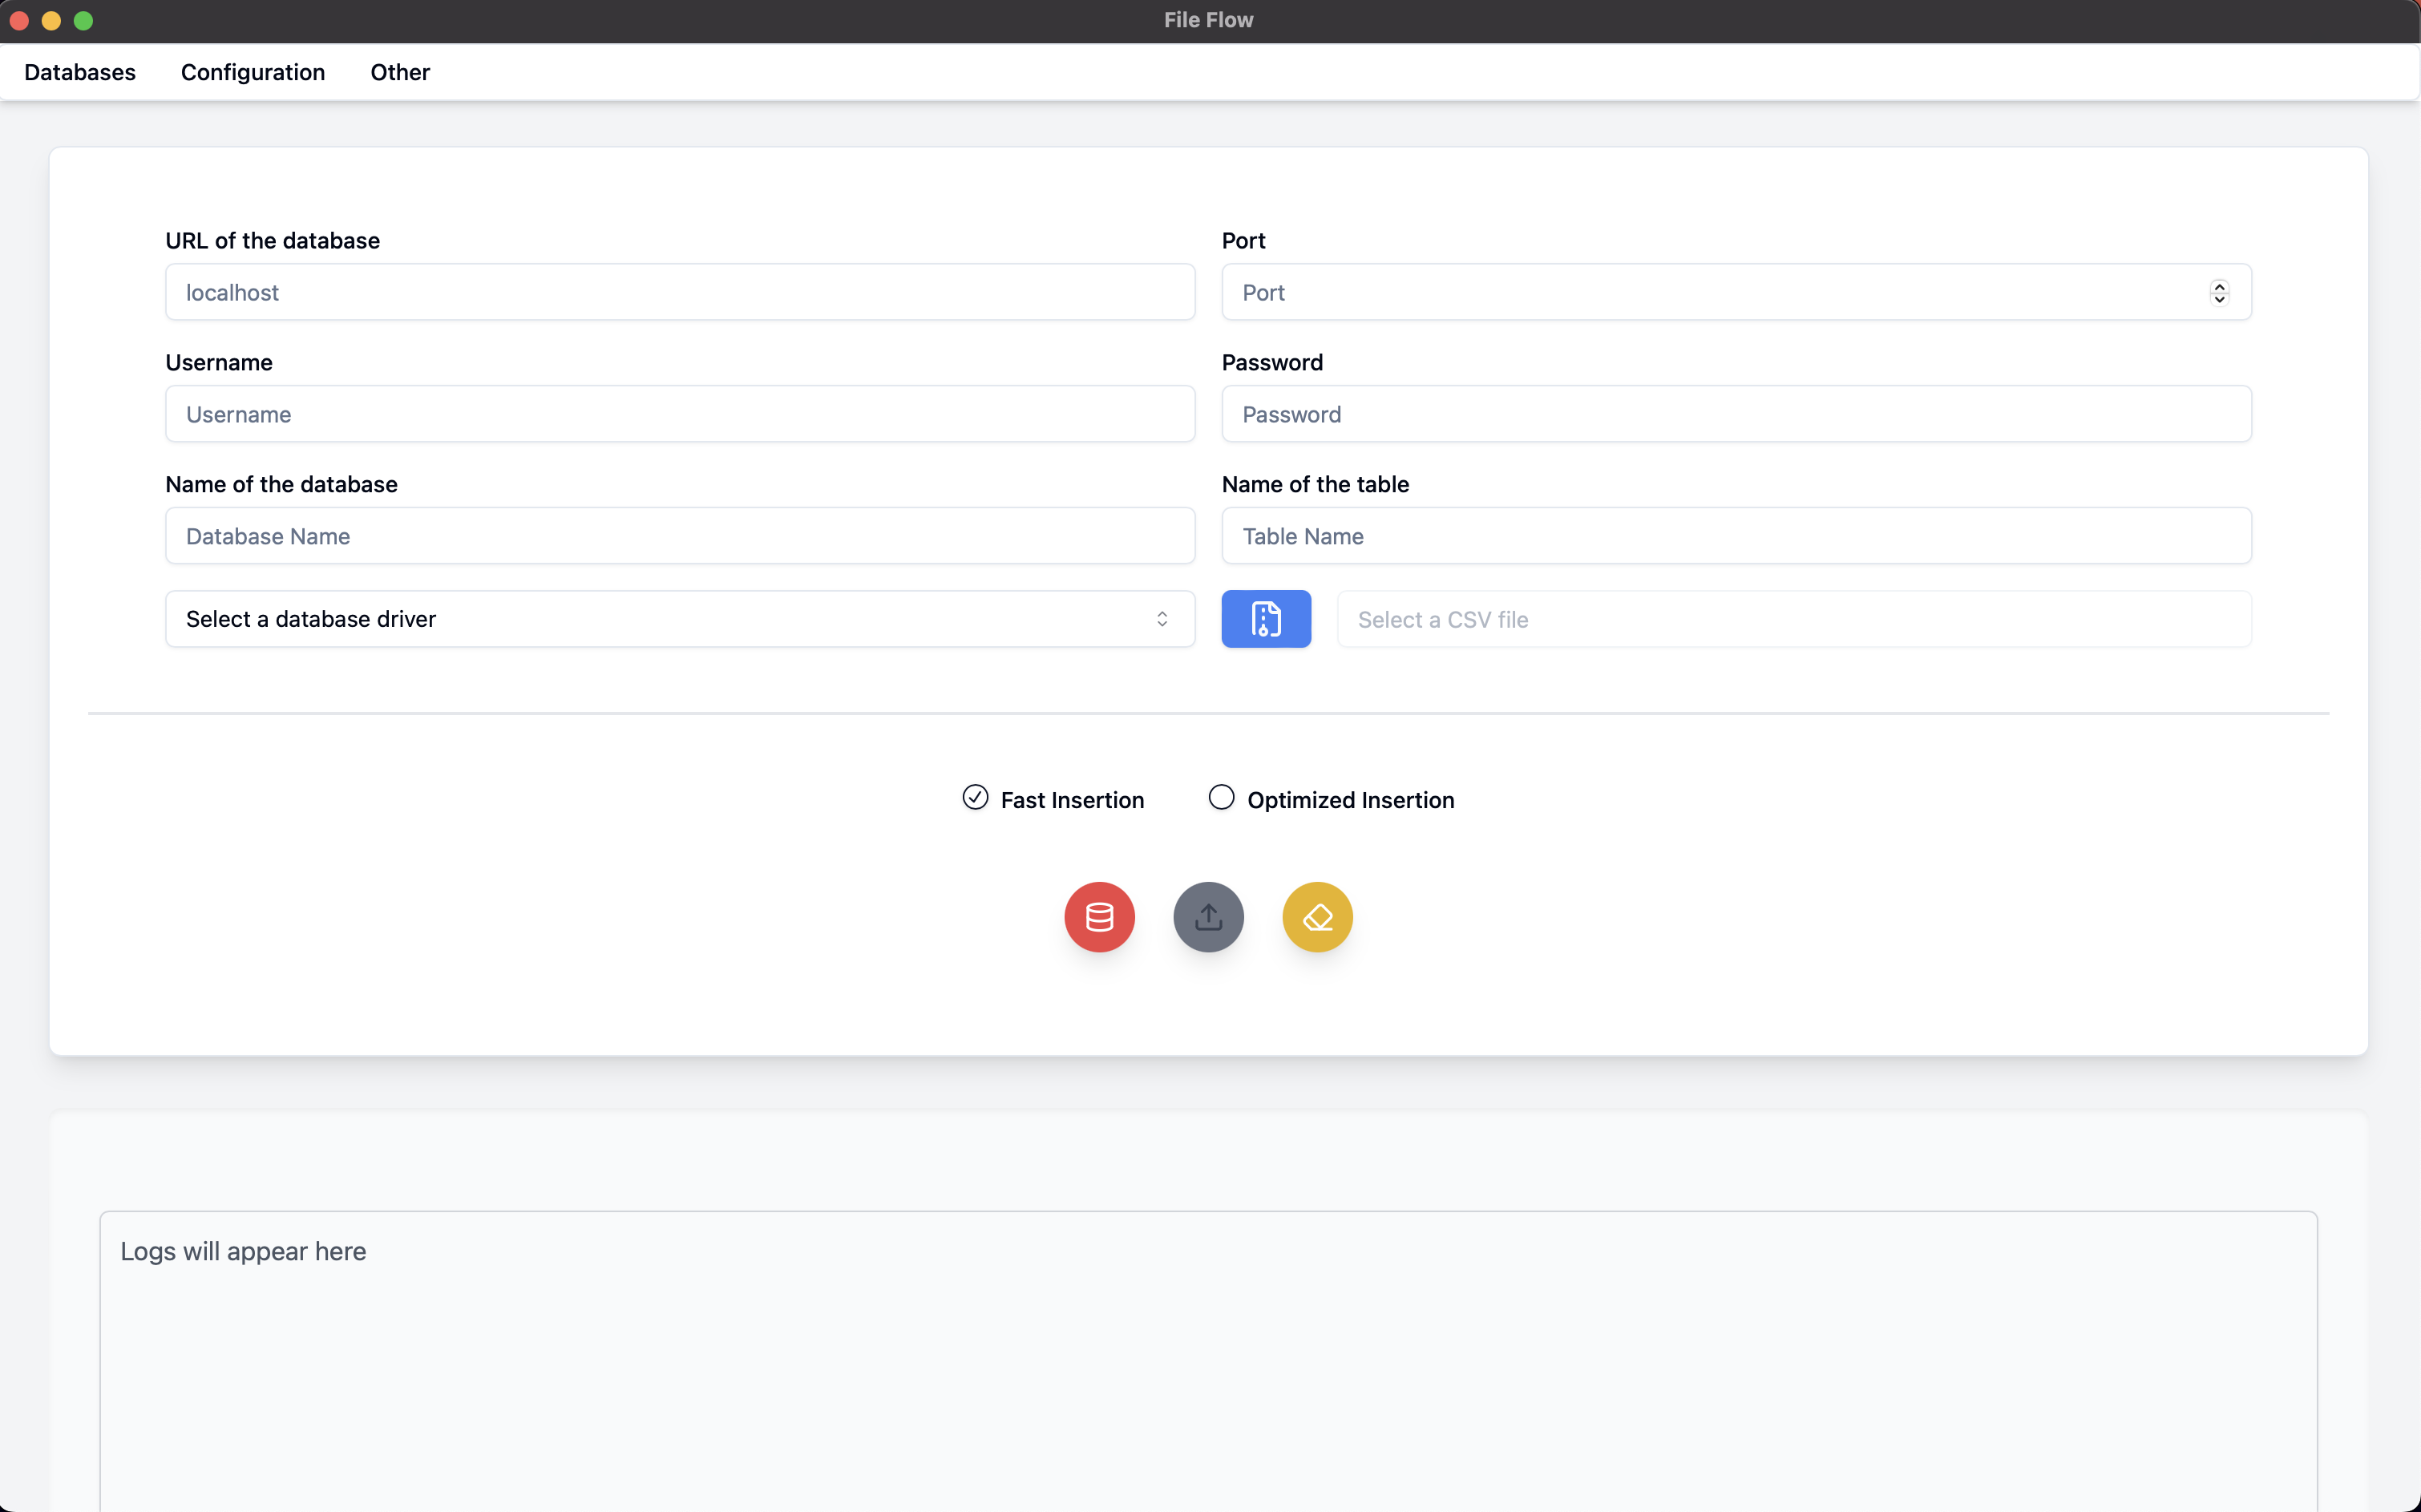 File Flow
Databases Configuration Other
URL of the database Port
localhost Port
Username Password
Username Password
Name of the database Name of the table
Database Name Table Name
Select a database driver Select a CSV file
Fast Insertion Optimized Insertion
Logs will appear here